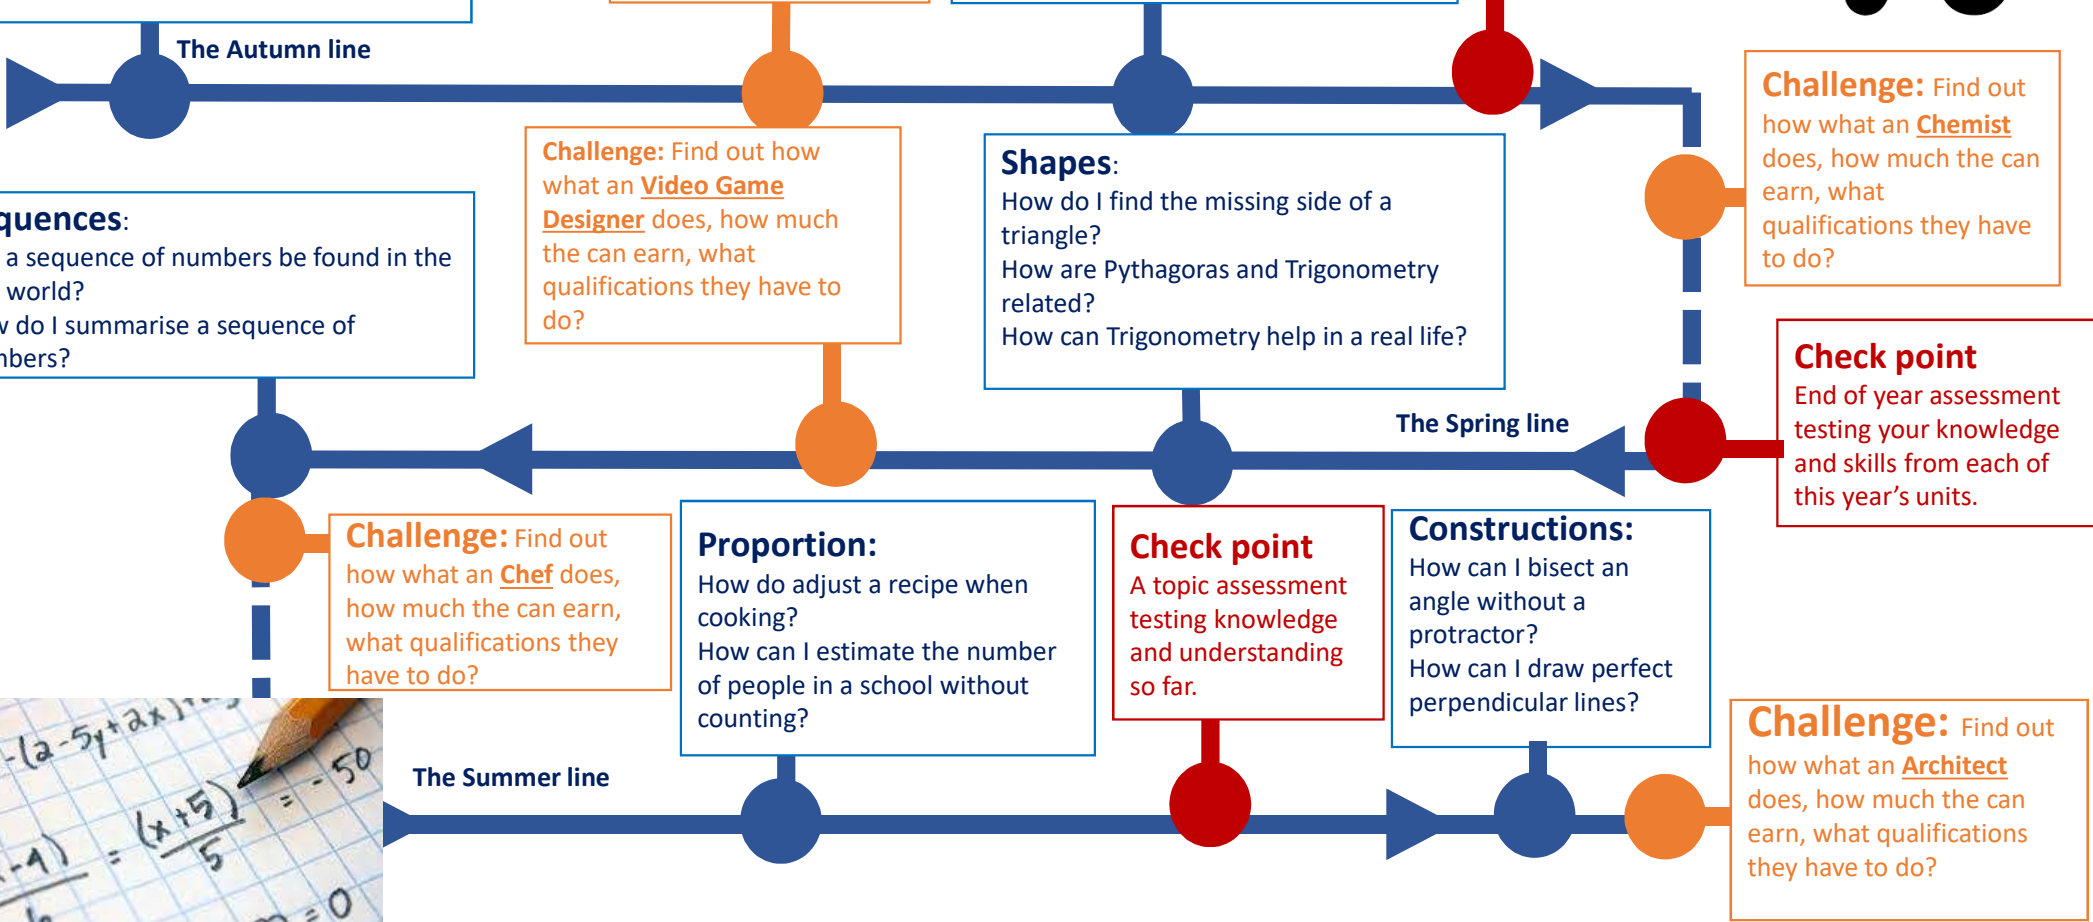 The Autumn line
Challenge: Find out
how what an Chemist
does, how much the can
earn, what
qualifications they have
to do?
Challenge: Find out how
what an Video Game
Designer does, how much
the can earn, what
qualifications they have to
do?
Shapes:
How do I find the missing side of a
triangle?
How are Pythagoras and Trigonometry
related?
How can Trigonometry help in a real life?
quences:
a sequence of numbers be found in the
world?
w do I summarise a sequence of
nbers?
Check point
End of year assessment
testing your knowledge
and skills from each of
this year's units.
The Spring line
Challenge: Find out
how what an Chef does,
how much the can earn,
what qualifications they
have to do?
Proportion:
How do adjust a recipe when
cooking?
How can I estimate the number
of people in a school without
counting?
Check point
A topic assessment
testing knowledge
and understanding
so far.
Constructions:
How can I bisect an
angle without a
protractor?
How can I draw perfect
perpendicular lines?
The Summer line
Challenge: Find out
how what an Architect
does, how much the can
earn, what qualifications
they have to do?
-(2-5y+2x)
(x+5)
5
= -50
-4)
=
=0